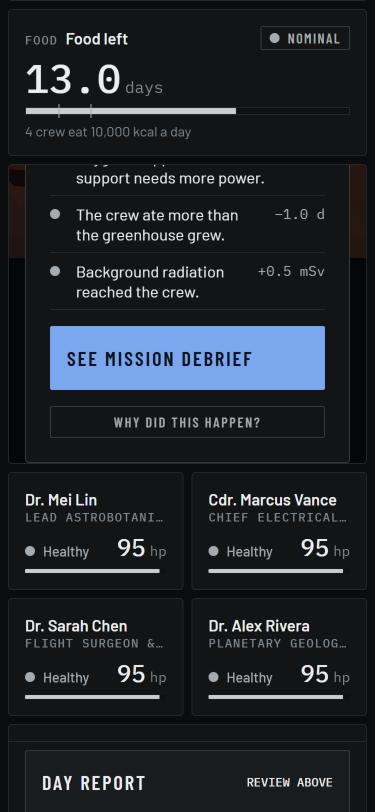 FOOD Food left
NOMINAL
13.0 days
4 crew eat 10,000 kcal a day
support needs more power.
The crew ate more than −1.0 d
the greenhouse grew.
Background radiation +0.5 mSv
reached the crew.
SEE MISSION DEBRIEF
WHY DID THIS HAPPEN?
Dr. Mei Lin
LEAD ASTROBOTANI…
Healthy 95 hp
Cdr. Marcus Vance
CHIEF ELECTRICAL…
Healthy 95 hp
Dr. Sarah Chen
FLIGHT SURGEON &…
Healthy 95 hp
Dr. Alex Rivera
PLANETARY GEOLOG…
Healthy 95 hp
DAY REPORT REVIEW ABOVE